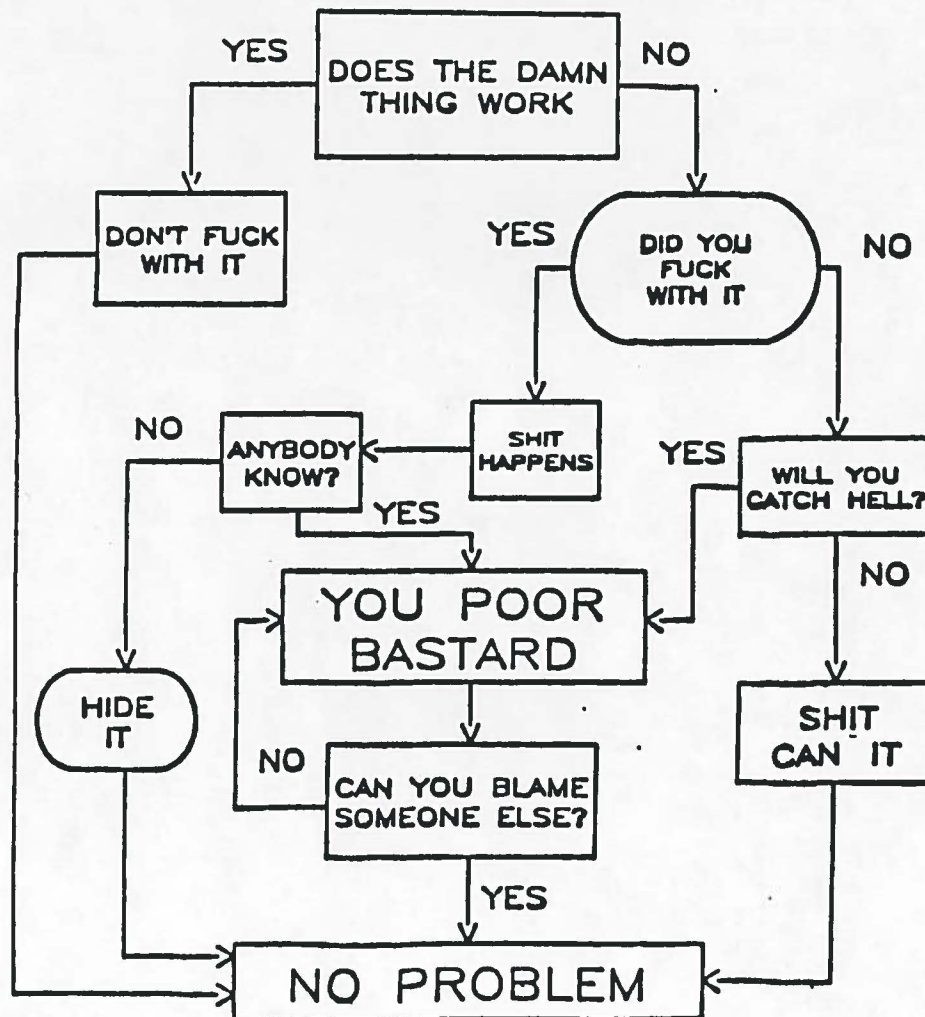 YES
DOES THE DAMN
THING WORK
NO
DON'T FUCK
WITH IT
YES
DID YOU
FUCK
WITH IT
NO
NO
ANYBODY
KNOW?
YES
SHIT
HAPPENS
YES
WILL YOU
CATCH HELL?
NO
YOU POOR
BASTARD
HIDE
IT
NO
CAN YOU BLAME
SOMEONE ELSE?
SHIT
CAN IT
YES
NO PROBLEM